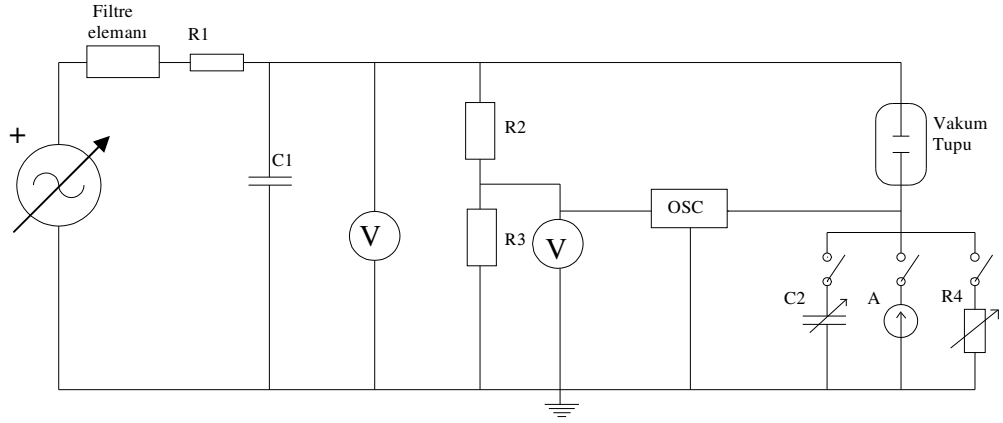 Filtre
elemanı
R1
+
C1
V
R2
R3
V
OSC
Vakum
Tupu
C2
A
R4